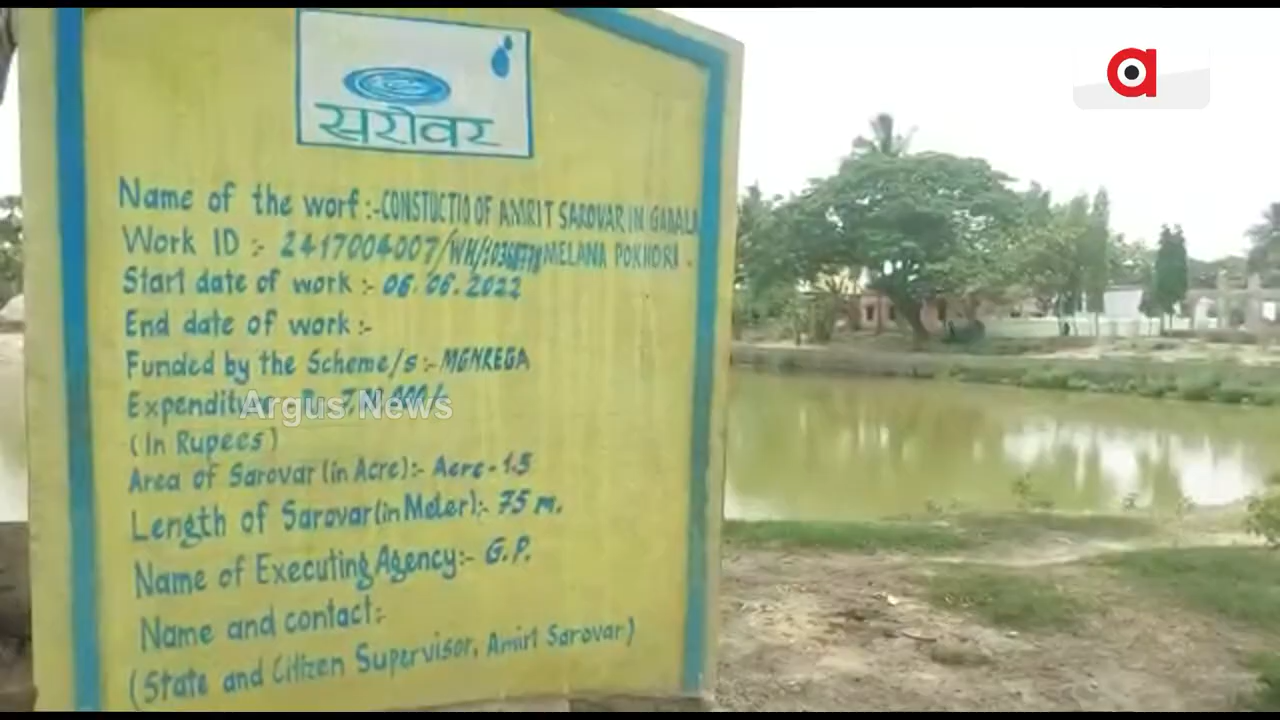 सरोवर
Name of the worf :-CONSTUCTIO OF AMRIT SAROVAR IN
Work ID :- 2417004007/WH/ MELANA POKHORI -
Start date of work :- 06.06.2022
End date of work :-
Funded by the Scheme/s :- MGNREGA
Expenditure
Argus News
(In Rupees)
Area of Sarovar (in Acre):- Acre-1.5
Length of Sarovar(in Meter):- 75 m.
Name of Executing Agency:- G.P.
Name and contact:-
(State and Citizen Supervisor, Amirt Sarovar)